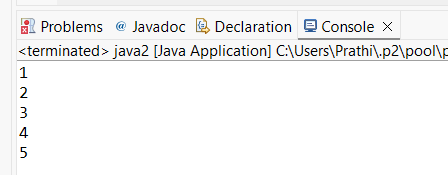 Problems @ Javadoc Declaration Console ×
<terminated> java2 [Java Application] C:\Users\Prathi\.p2\pool\p
1
2
3
4
5